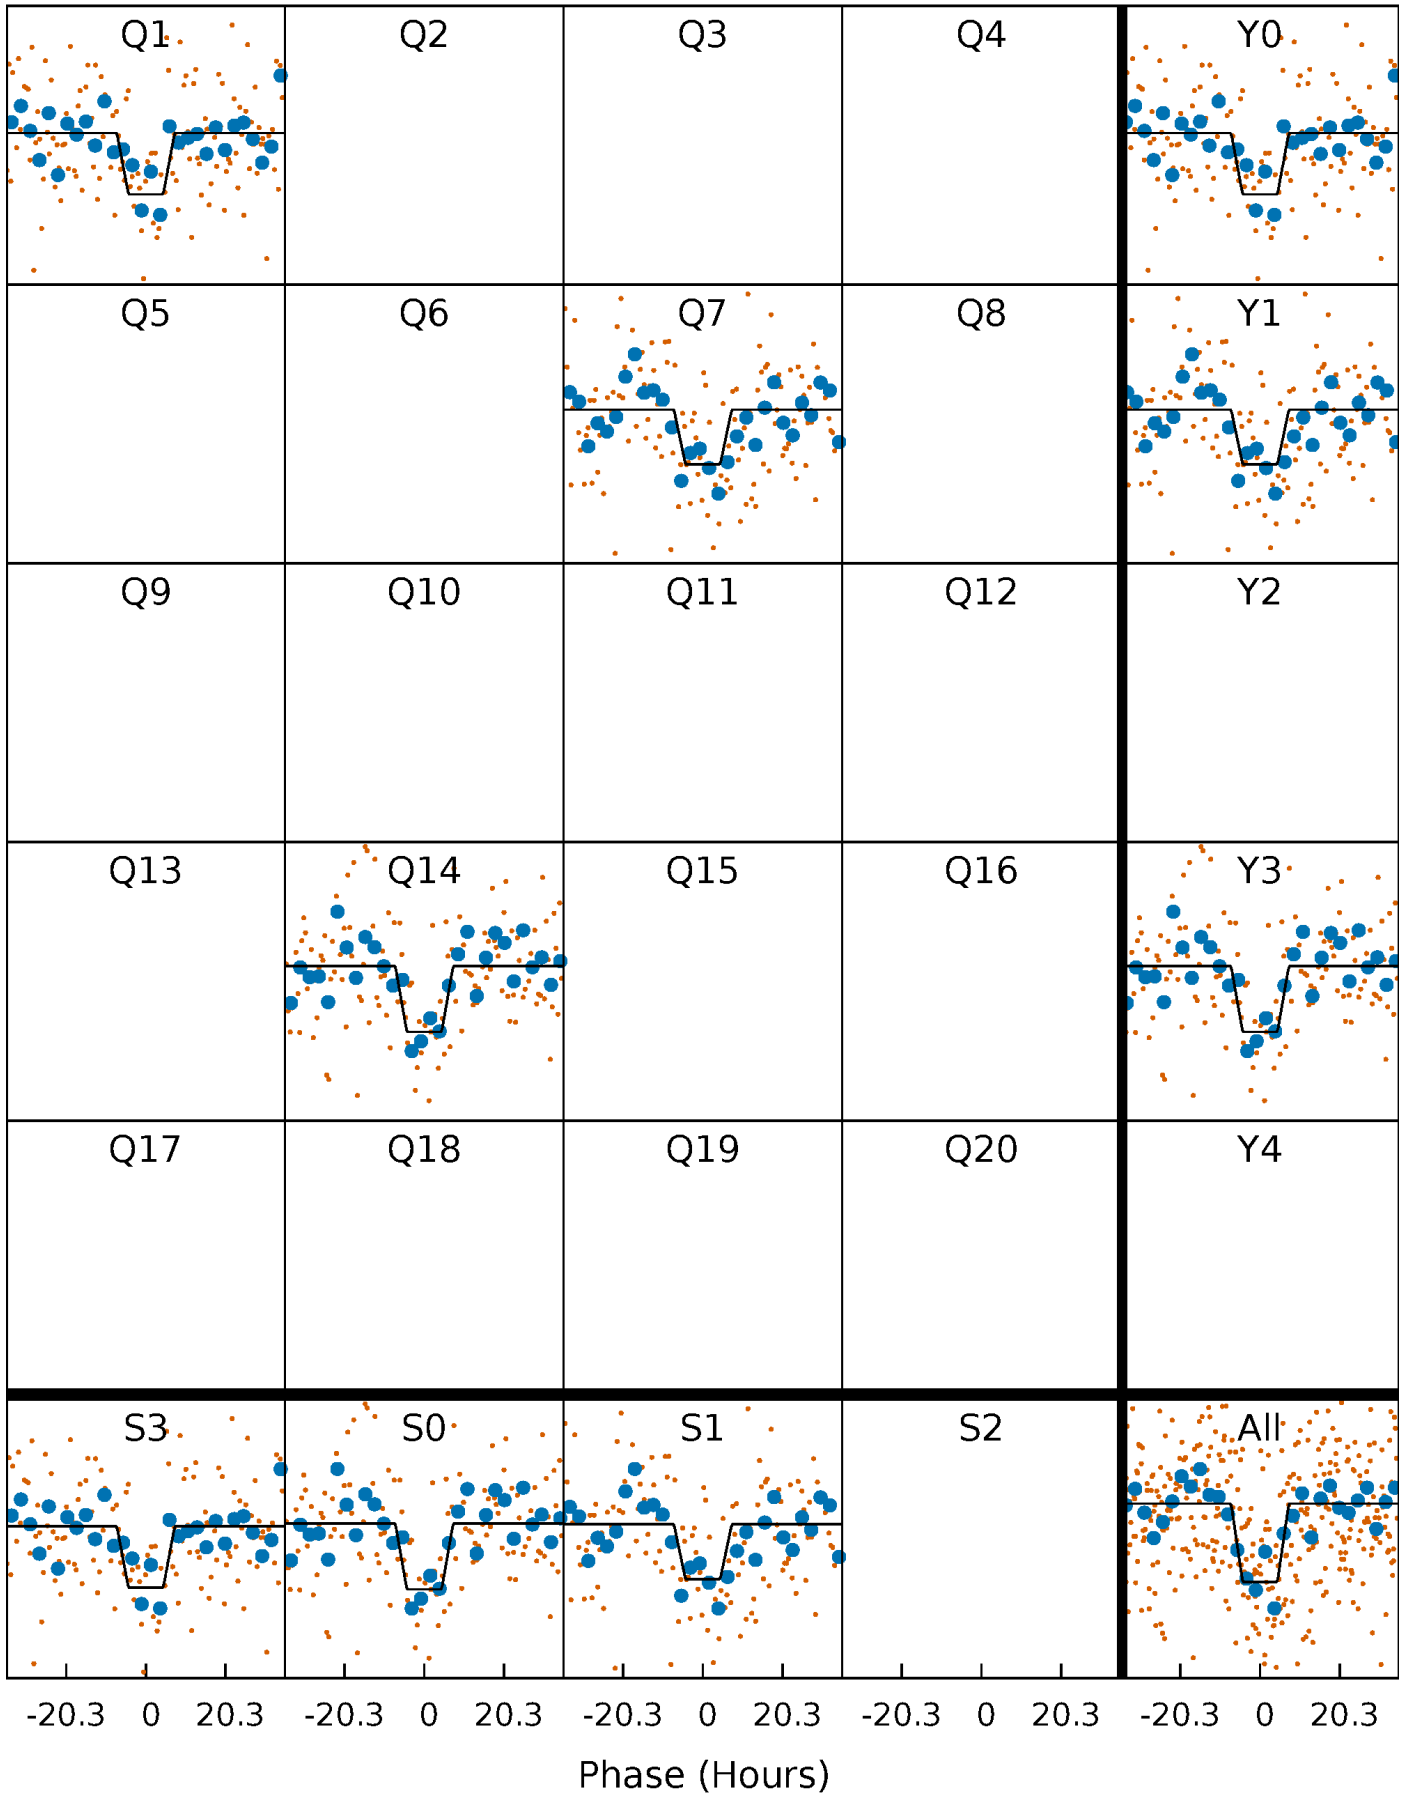 Q1 Q2 Q3 Q4 Y0
Q5 Q6 Q7 Q8 Y1
Q9 Q10 Q11 Q12 Y2
Q13 Q14 Q15 Q16 Y3
Q17 Q18 Q19 Q20 Y4
S3 S0 S1 S2 All
-20.3 0 20.3 -20.3 0 20.3 -20.3 0 20.3 -20.3 0 20.3 -20.3 0 20.3
Phase (Hours)